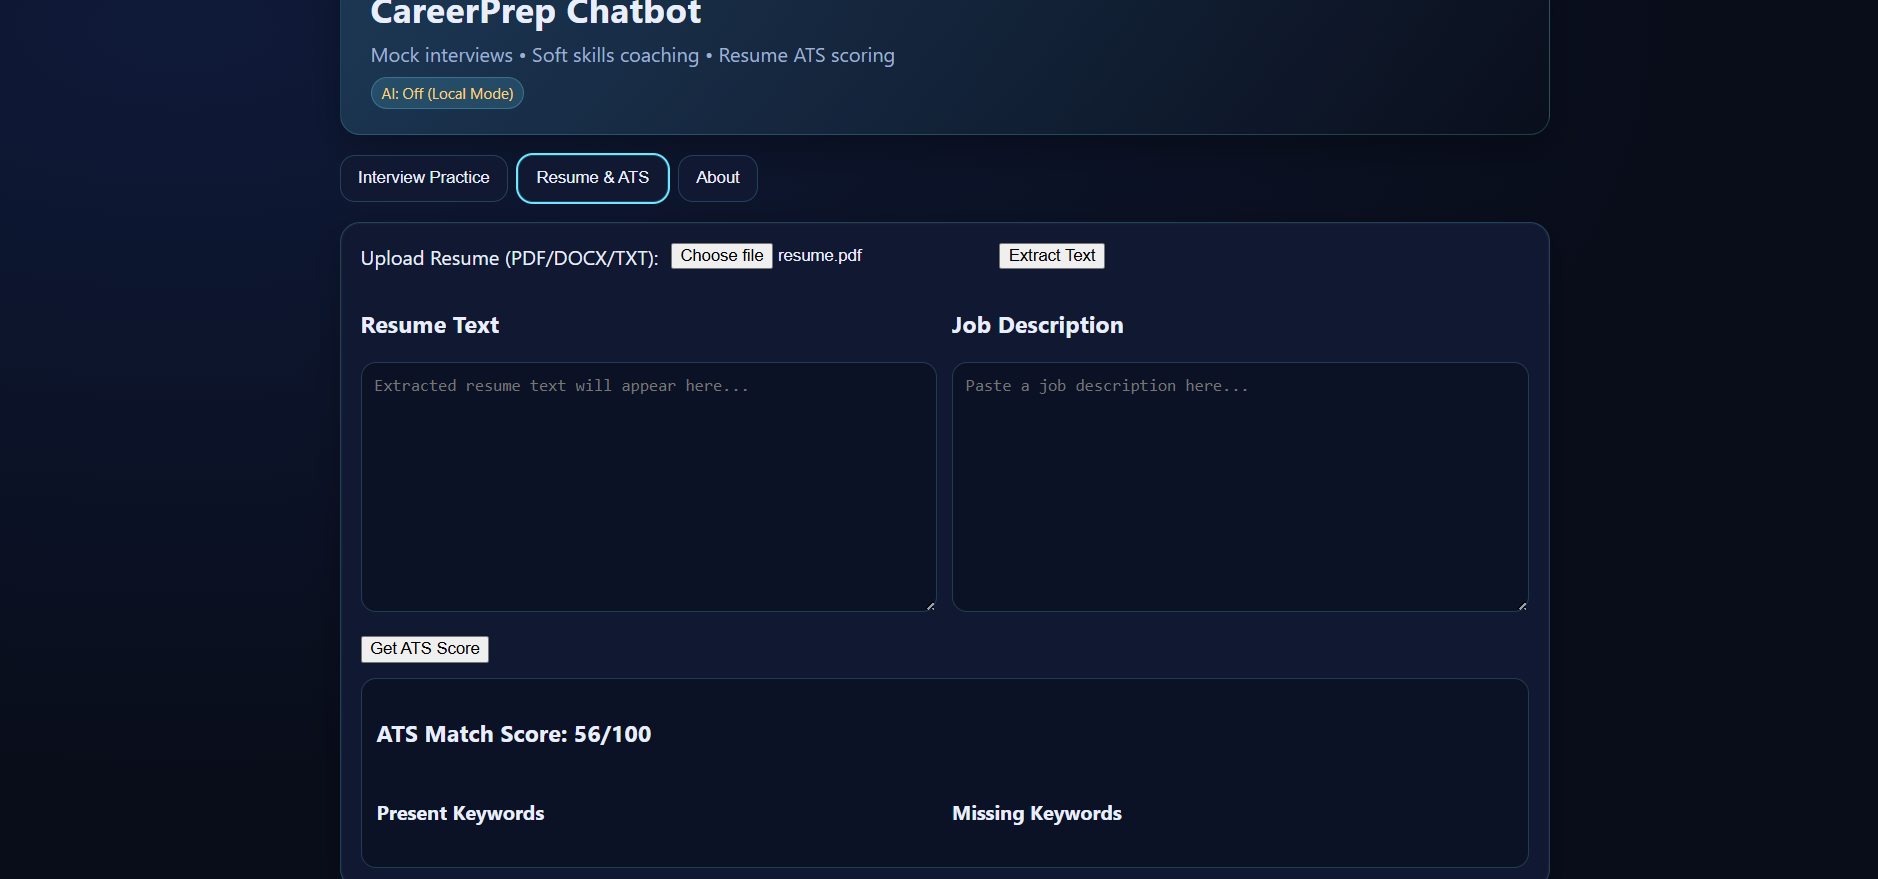 CareerPrep Chatbot
Mock interviews • Soft skills coaching • Resume ATS scoring
AI: Off (Local Mode)
Interview Practice
Resume & ATS
About
Upload Resume (PDF/DOCX/TXT): Choose file resume.pdf Extract Text
Resume Text
Extracted resume text will appear here...
Job Description
Paste a job description here...
Get ATS Score
ATS Match Score: 56/100
Present Keywords
Missing Keywords